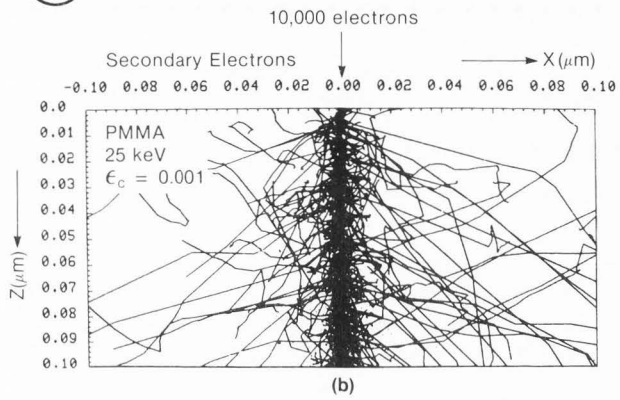 10,000 electrons
Secondary Electrons
X (μm)
-0.10 0.08 0.06 0.04 0.02 0.00 0.02 0.04 0.06 0.08 0.10
0.0
0.01
0.02
0.03
0.04
0.05
0.06
0.07
0.08
0.09
0.10
Z(μm)
PMMA
25 keV
ϵc = 0.001
(b)